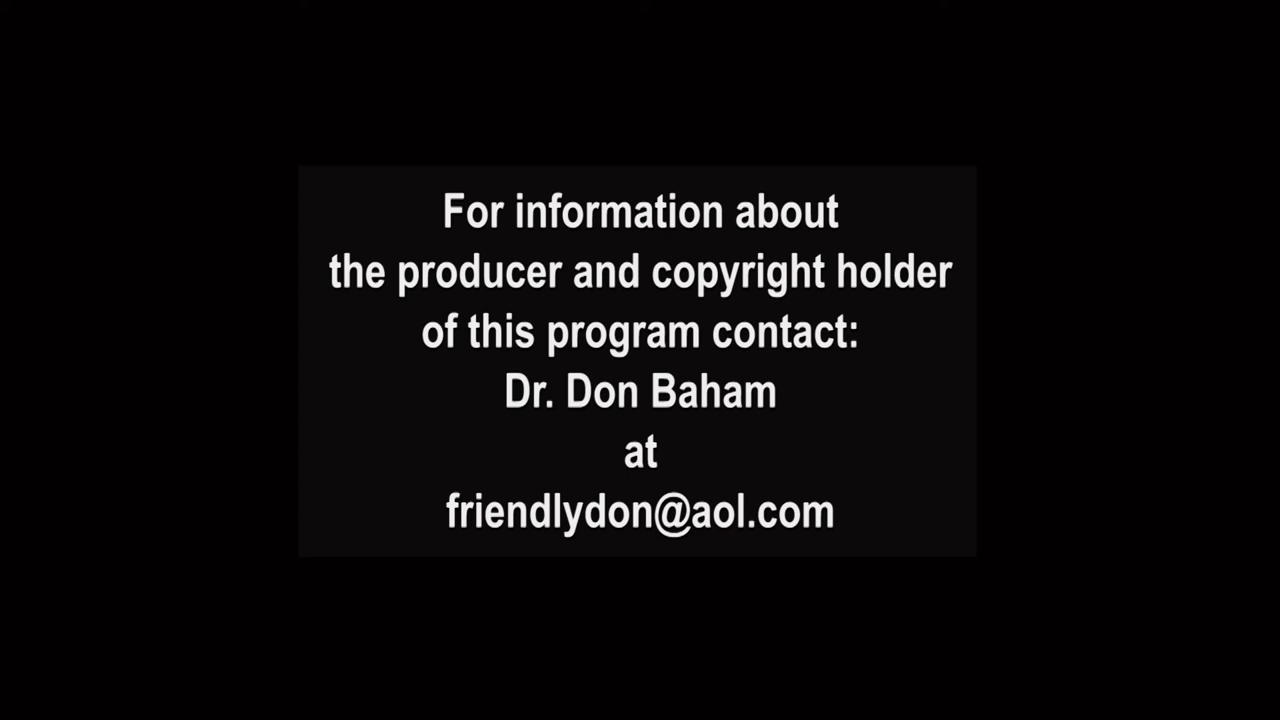 For information about
the producer and copyright holder
of this program contact:
Dr. Don Baham
at
friendlydon@aol.com